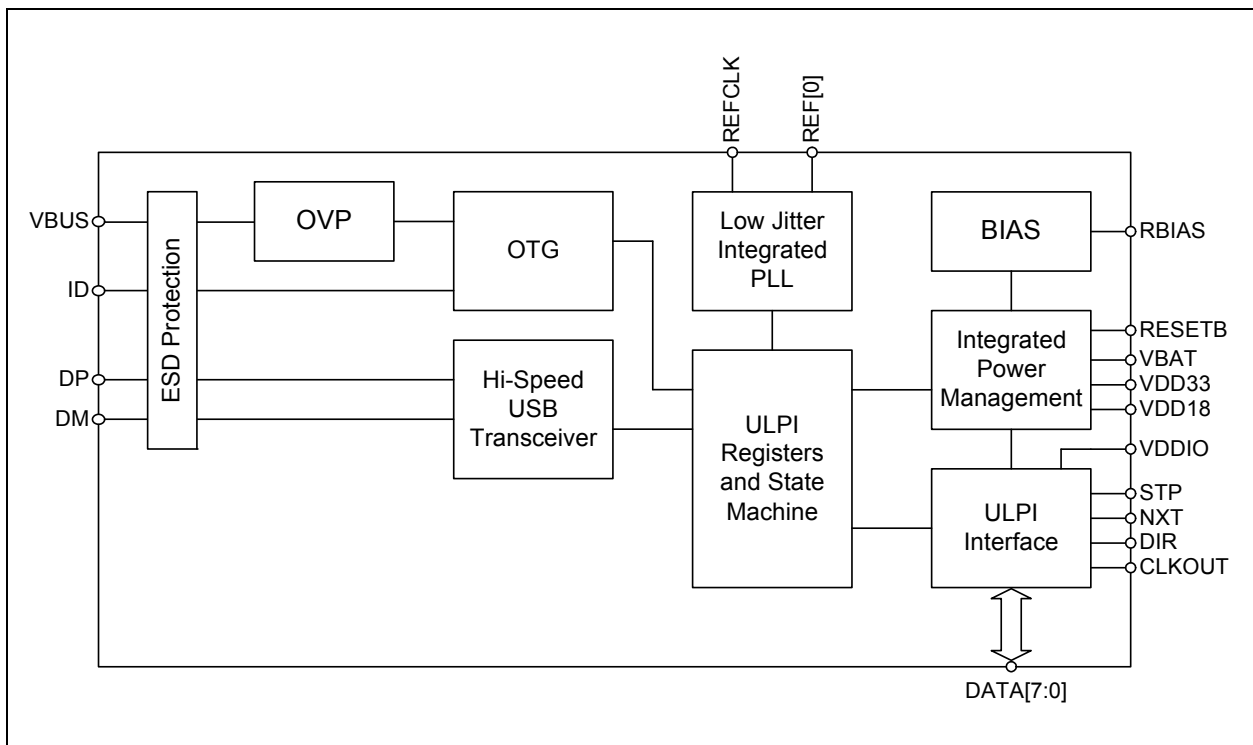 REFCLK
REF[0]
VBUS
ID
DP
DM
ESD Protection
OVP
OTG
Hi-Speed
USB
Transceiver
Low Jitter
Integrated
PLL
ULPI
Registers
and State
Machine
BIAS
Integrated
Power
Management
ULPI
Interface
RBIAS
RESETB
VBAT
VDD33
VDD18
VDDIO
STP
NXT
DIR
CLKOUT
DATA[7:0]